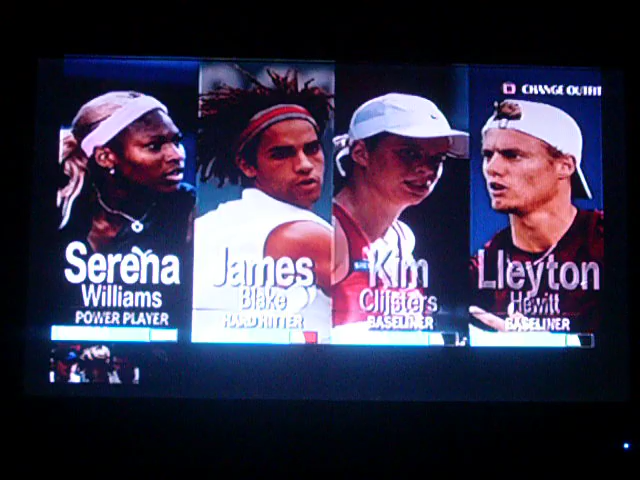 CHANGE OUTFIT
Serena
Williams
POWER PLAYER
James
Blake
HARD HITTER
Kim
Clijsters
BASELINER
Lleyton
Hewitt
BASELINER